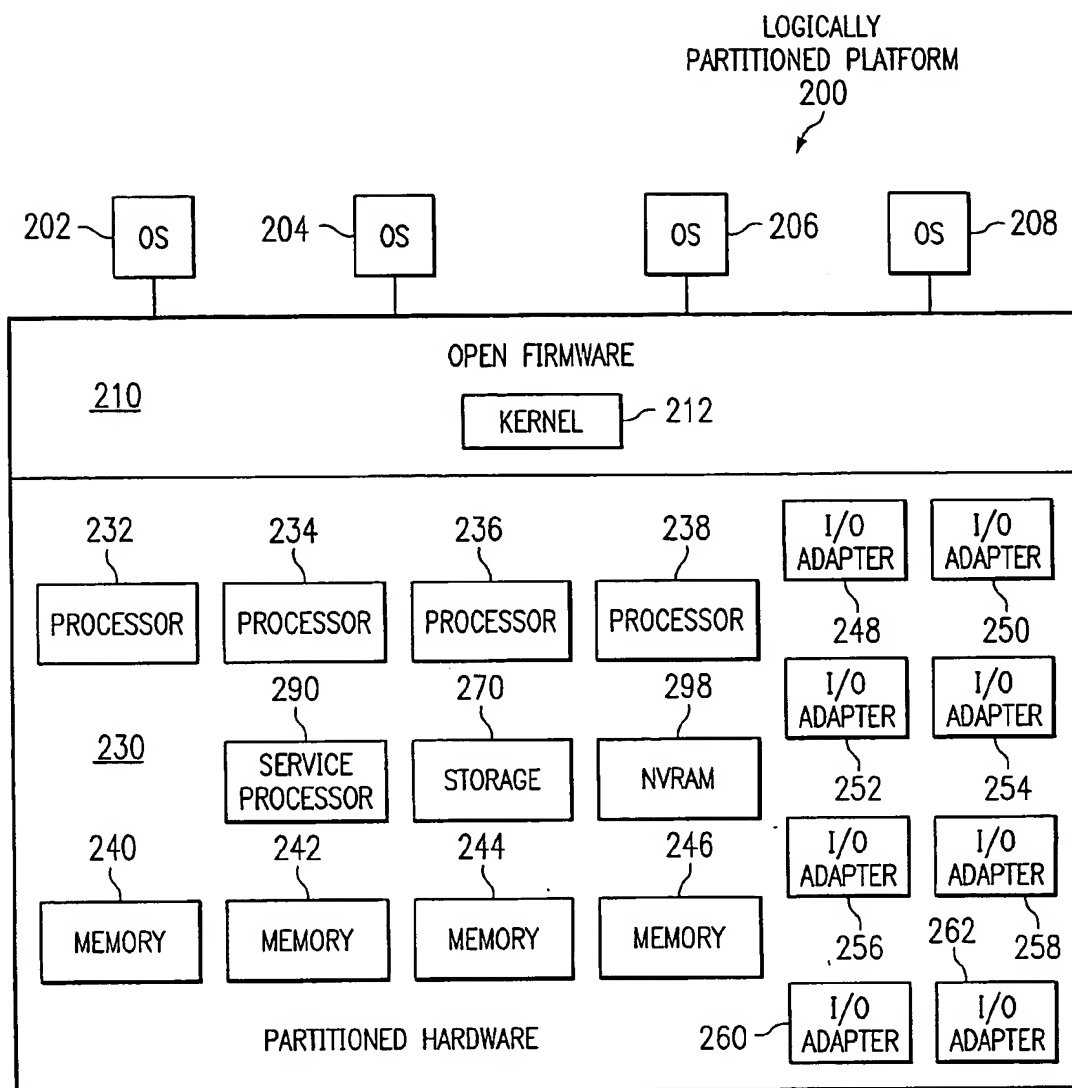 LOGICALLY
PARTITIONED PLATFORM
200
202
OS
204
OS
OS
206
OS
208
OPEN FIRMWARE
210
KERNEL
212
232
234
236
238
PROCESSOR
PROCESSOR
PROCESSOR
PROCESSOR
I/O
ADAPTER
I/O
ADAPTER
248
250
290
270
298
230
SERVICE
PROCESSOR
STORAGE
NVRAM
I/O
ADAPTER
I/O
ADAPTER
252
254
240
242
244
246
MEMORY
MEMORY
MEMORY
MEMORY
I/O
ADAPTER
I/O
ADAPTER
256
262
258
PARTITIONED HARDWARE
260
I/O
ADAPTER
I/O
ADAPTER